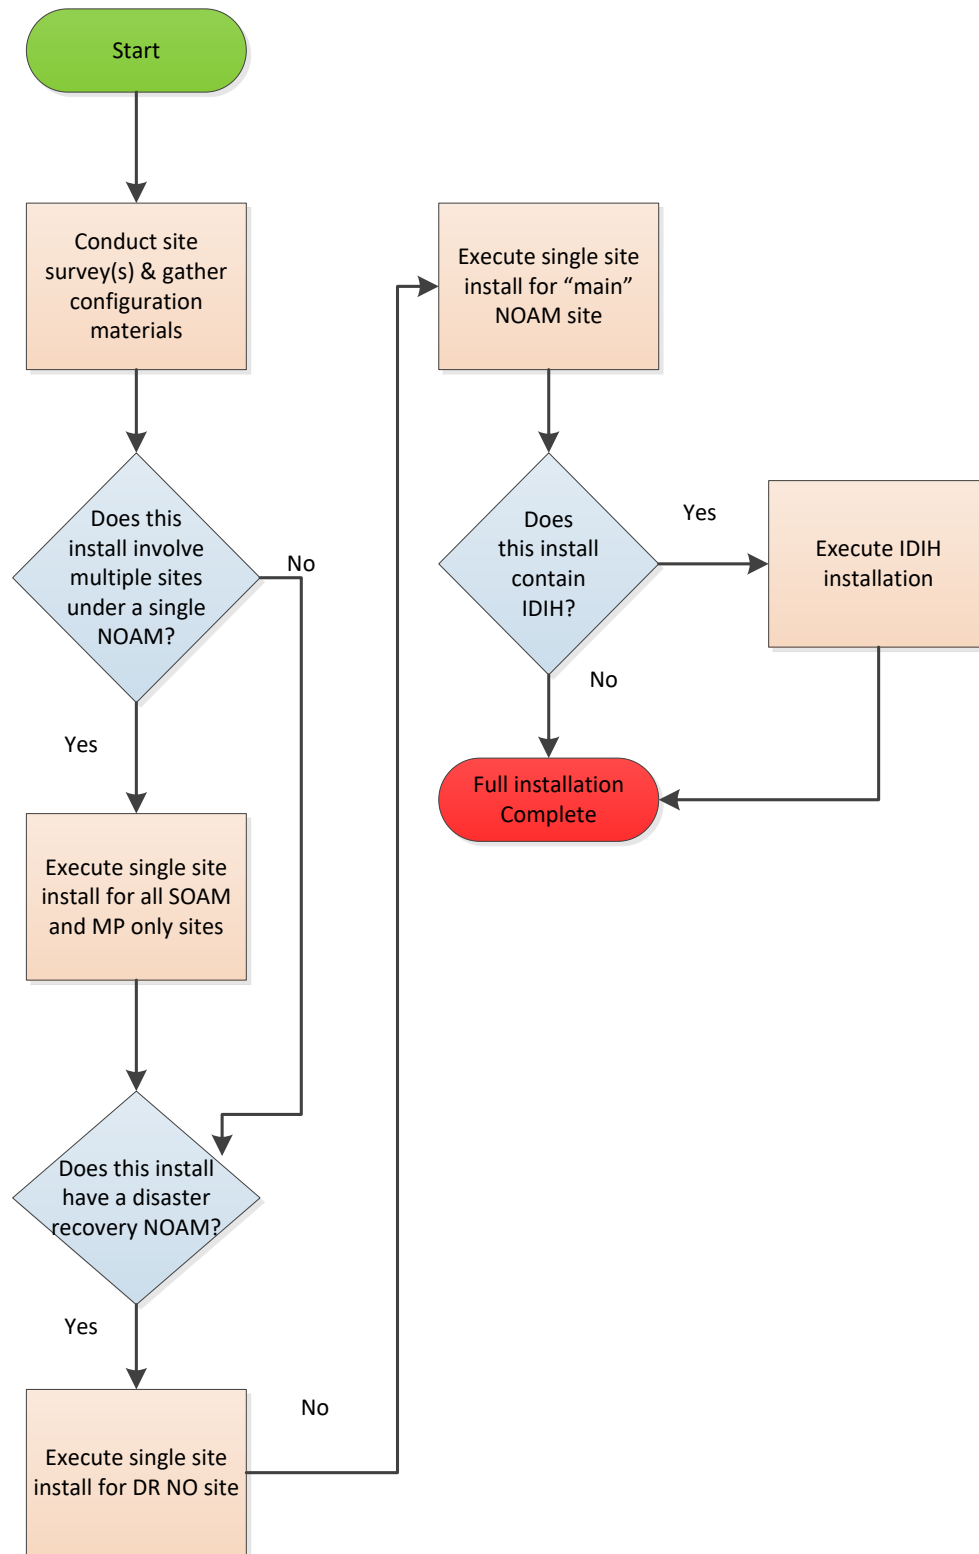 Start
Conduct site
survey(s) & gather
configuration
materials
Does this
install involve
multiple sites
under a single
NOAM?
No
Yes
Execute single site
install for all SOAM
and MP only sites
Does this install
have a disaster
recovery NOAM?
Yes
No
Execute single site
install for DR NO site
Execute single site
install for “main”
NOAM site
Does
this install
contain
IDIH?
Yes
No
Execute IDIH
installation
Full installation
Complete